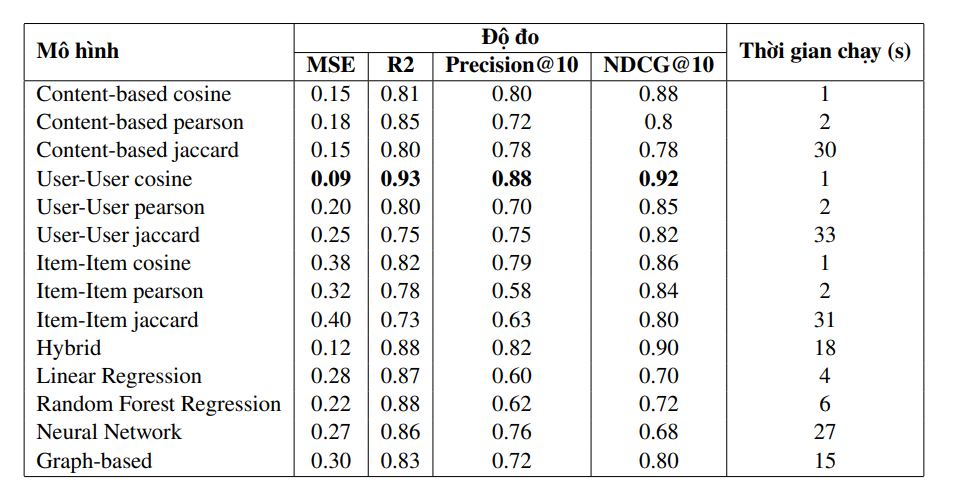 Mô hình Độ đo Thời gian chạy (s)
MSE R2 Precision@10 NDCG@10
Content-based cosine 0.15 0.81 0.80 0.88 1
Content-based pearson 0.18 0.85 0.72 0.8 2
Content-based jaccard 0.15 0.80 0.78 0.78 30
User-User cosine 0.09 0.93 0.88 0.92 1
User-User pearson 0.20 0.80 0.70 0.85 2
User-User jaccard 0.25 0.75 0.75 0.82 33
Item-Item cosine 0.38 0.82 0.79 0.86 1
Item-Item pearson 0.32 0.78 0.58 0.84 2
Item-Item jaccard 0.40 0.73 0.63 0.80 31
Hybrid 0.12 0.88 0.82 0.90 18
Linear Regression 0.28 0.87 0.60 0.70 4
Random Forest Regression 0.22 0.88 0.62 0.72 6
Neural Network 0.27 0.86 0.76 0.68 27
Graph-based 0.30 0.83 0.72 0.80 15